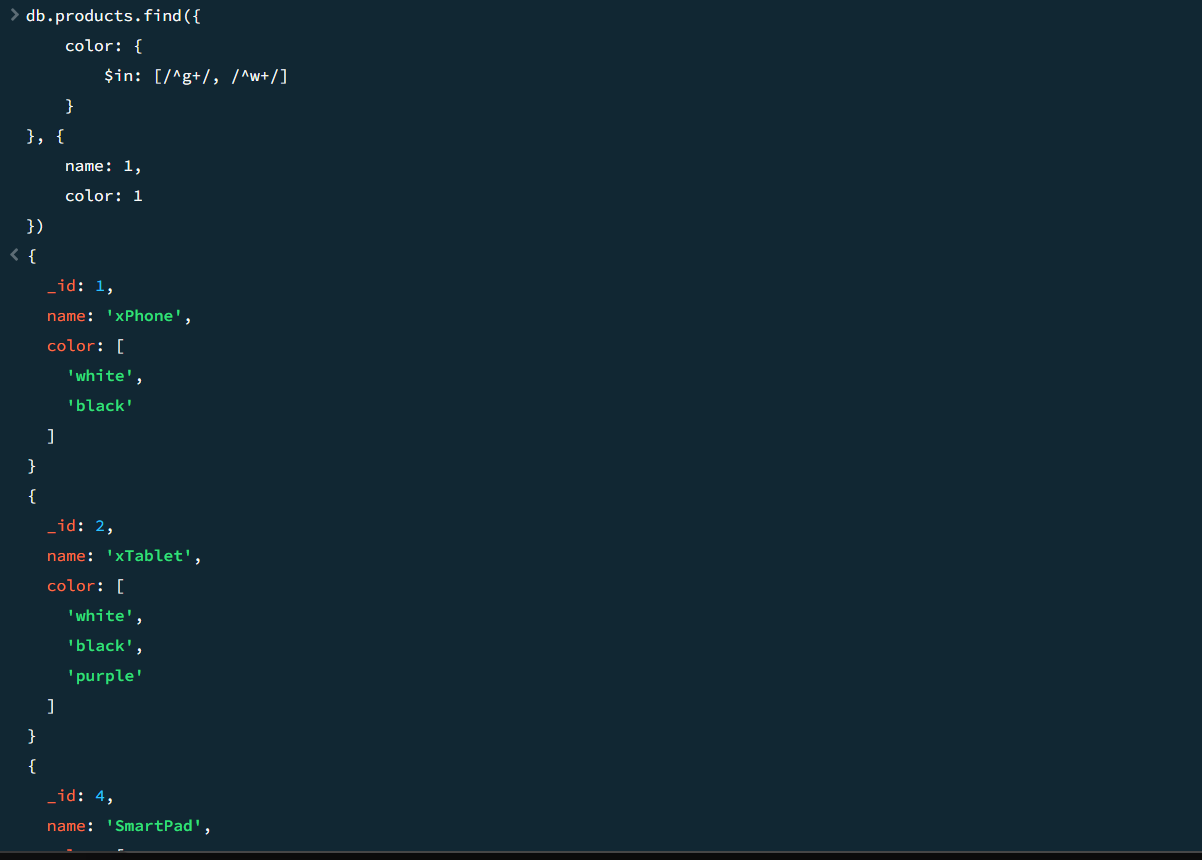 db.products.find({
    color: {
        $in: [/^g+/, /^w+/]
    }
}, {
    name: 1,
    color: 1
})
{
  _id: 1,
  name: 'xPhone',
  color: [
    'white',
    'black'
  ]
}
{
  _id: 2,
  name: 'xTablet',
  color: [
    'white',
    'black',
    'purple'
  ]
}
{
  _id: 4,
  name: 'SmartPad',